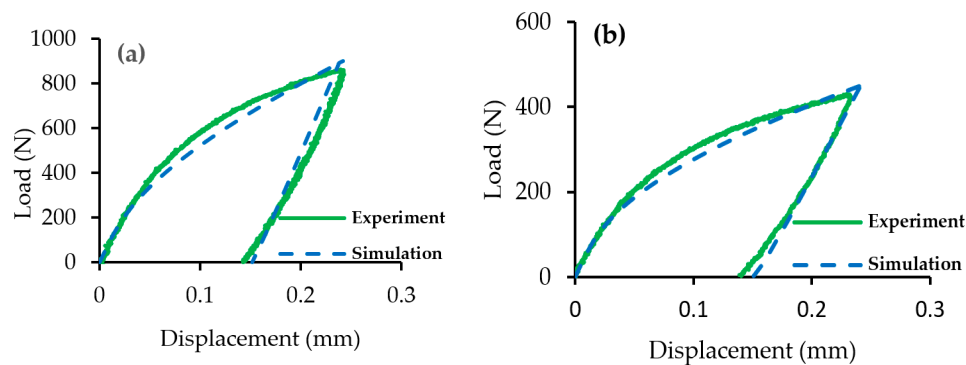 (a)
1000
800
600
400
200
0
Load (N)
Experiment
Simulation
0 0.1 0.2 0.3
Displacement (mm)
(b)
600
400
200
0
Load (N)
Experiment
Simulation
0 0.1 0.2 0.3
Displacement (mm)